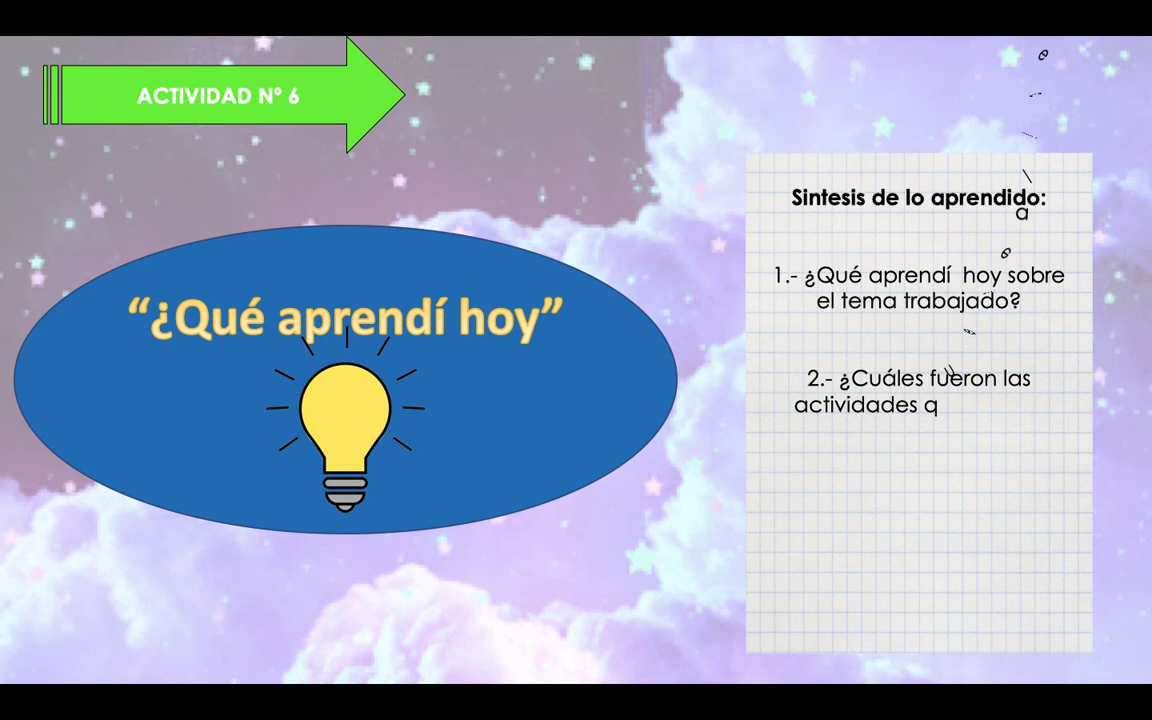 ACTIVIDAD N° 6
“¿Qué aprendí hoy”
Sintesis de lo aprendido:
1.- ¿Qué aprendí hoy sobre
el tema trabajado?
2.- ¿Cuáles fueron las
actividades q